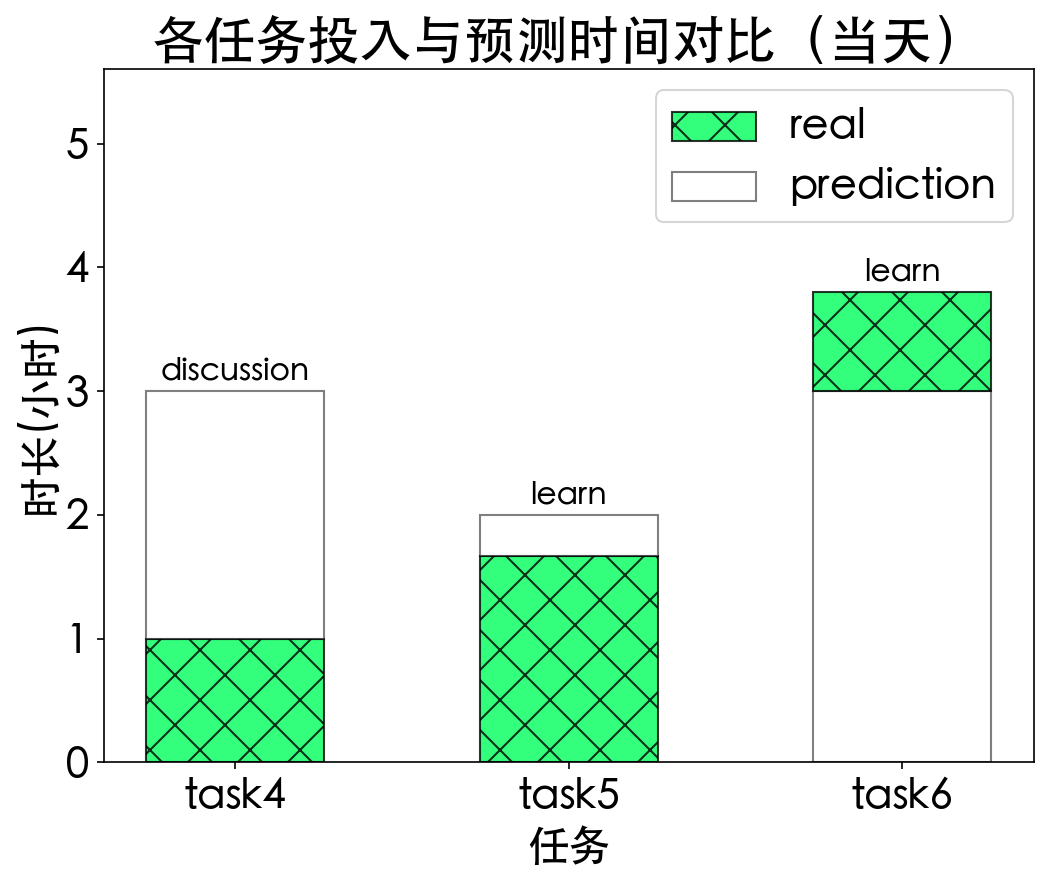 各任务投入与预测时间对比（当天）
real
prediction
时长(小时)
5
4
3
2
1
0
discussion
learn
learn
task4
task5
task6
任务